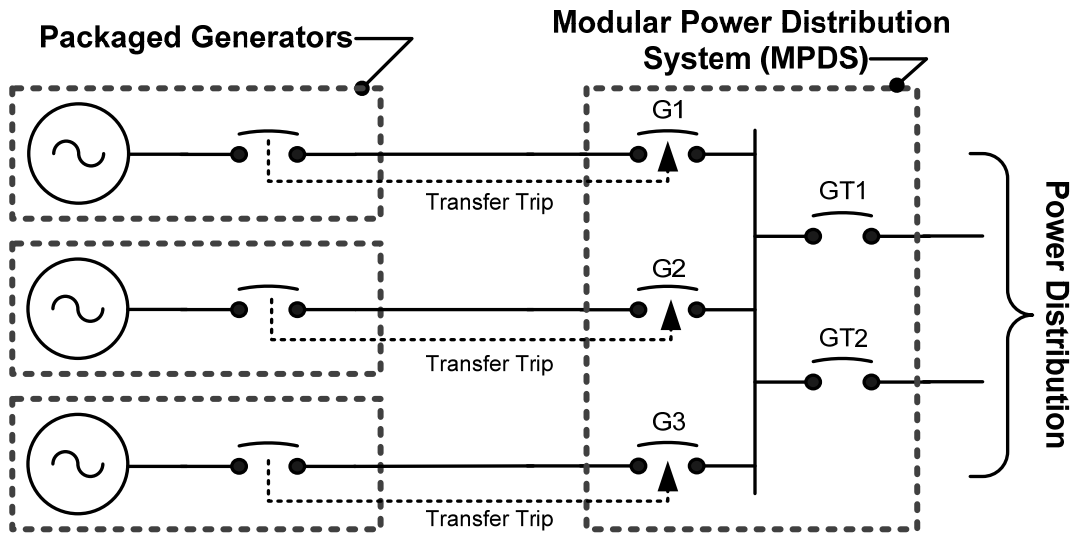 Packaged Generators
Modular Power Distribution
System (MPDS)
G1
Transfer Trip
GT1
G2
Transfer Trip
GT2
G3
Transfer Trip
Power Distribution